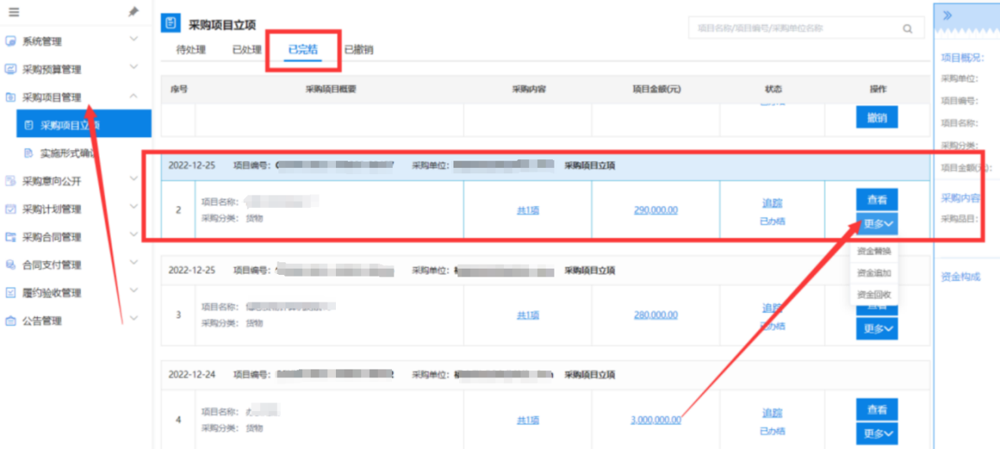 系统管理
采购预算管理
采购项目管理
采购项目立项
实施形式确认
采购意向公开
采购计划管理
采购合同管理
合同支付管理
履约验收管理
公告管理
采购项目立项
项目名称/项目编号/采购单位名称
待处理 已处理 已完结 已撤销
序号 采购项目概要 采购内容 项目金额(元) 状态 操作
撤销
2022-12-25 项目编号: 采购单位: 采购项目立项
2 项目名称: 共1项 290,000.00 追踪 查看
采购分类: 货物 已办结 更多
资金替换
资金追加
资金回收
2022-12-25 项目编号: 采购单位: 采购项目立项
3 项目名称: 共1项 280,000.00 追踪 查看
采购分类: 货物 已办结 更多
2022-12-24 项目编号: 采购单位: 采购项目立项
4 项目名称: 共1项 3,000,000.00 追踪 查看
采购分类: 货物 已办结 更多
项目概况:
采购单位:
项目编号:
项目名称:
采购分类:
项目金额(元):
采购内容
采购品目:
资金构成